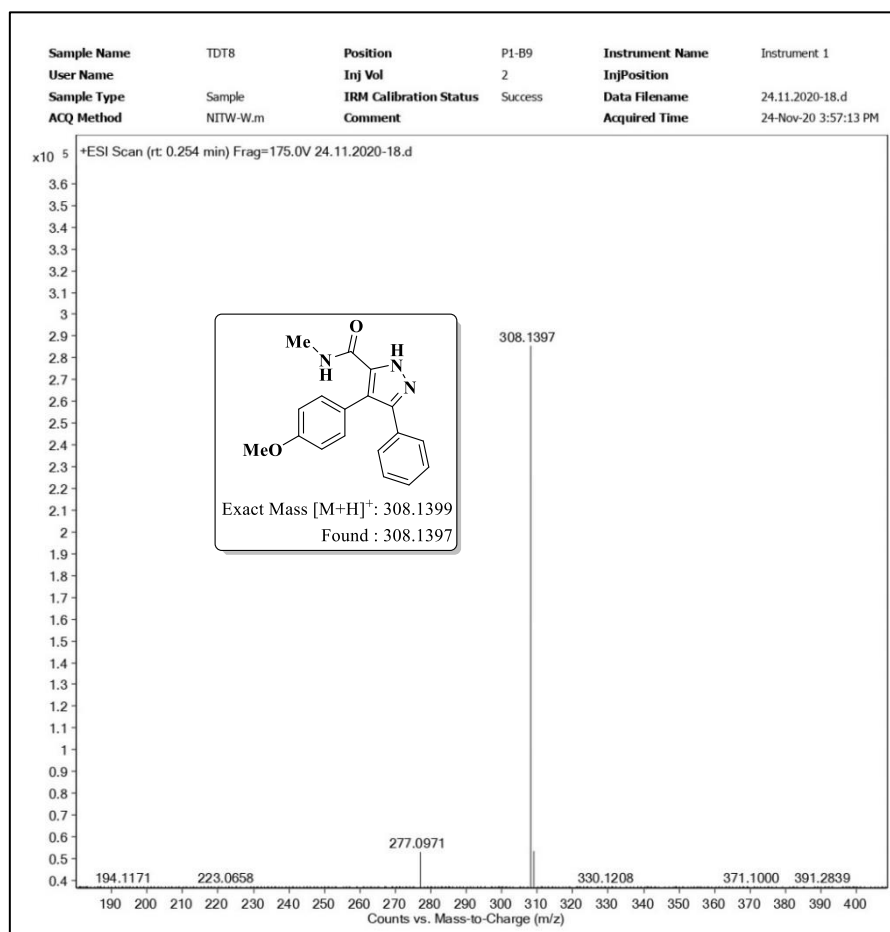 Sample Name TDT8 Position P1-B9 Instrument Name Instrument 1
User Name Inj Vol 2 InjPosition
Sample Type Sample IRM Calibration Status Success Data Filename 24.11.2020-18.d
ACQ Method NITW-W.m Comment Acquired Time 24-Nov-20 3:57:13 PM
x10 5 +ESI Scan (rt: 0.254 min) Frag=175.0V 24.11.2020-18.d
3.6
3.5
3.4
3.3
3.2
3.1
3
2.9
2.8
2.7
2.6
2.5
2.4
2.3
2.2
2.1
2
1.9
1.8
1.7
1.6
1.5
1.4
1.3
1.2
1.1
1
0.9
0.8
0.7
0.6
0.5
0.4
308.1397
O
Me
N
H
H
N
N
MeO
Exact Mass [M+H]+: 308.1399
Found : 308.1397
277.0971
194.1171 223.0658 330.1208 371.1000 391.2839
190 200 210 220 230 240 250 260 270 280 290 300 310 320 330 340 350 360 370 380 390 400
Counts vs. Mass-to-Charge (m/z)